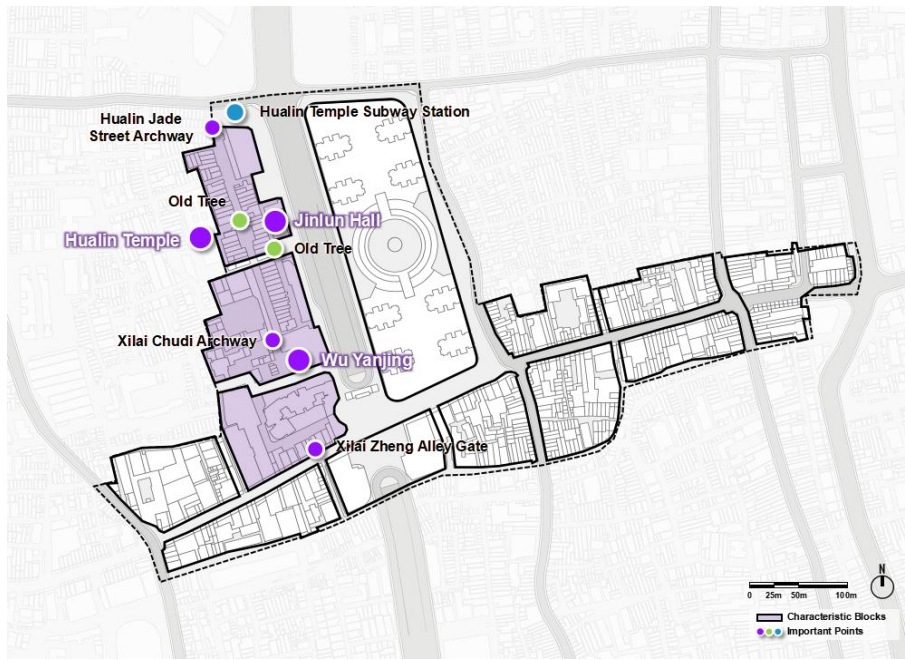 Hualin Temple Subway Station
Hualin Jade
Street Archway
Old Tree
Jinlun Hall
Hualin Temple
Old Tree
Xilai Chudi Archway
Wu Yanjing
Xilai Zheng Alley Gate
N
0 25m 50m 100m
Characteristic Blocks
Important Points